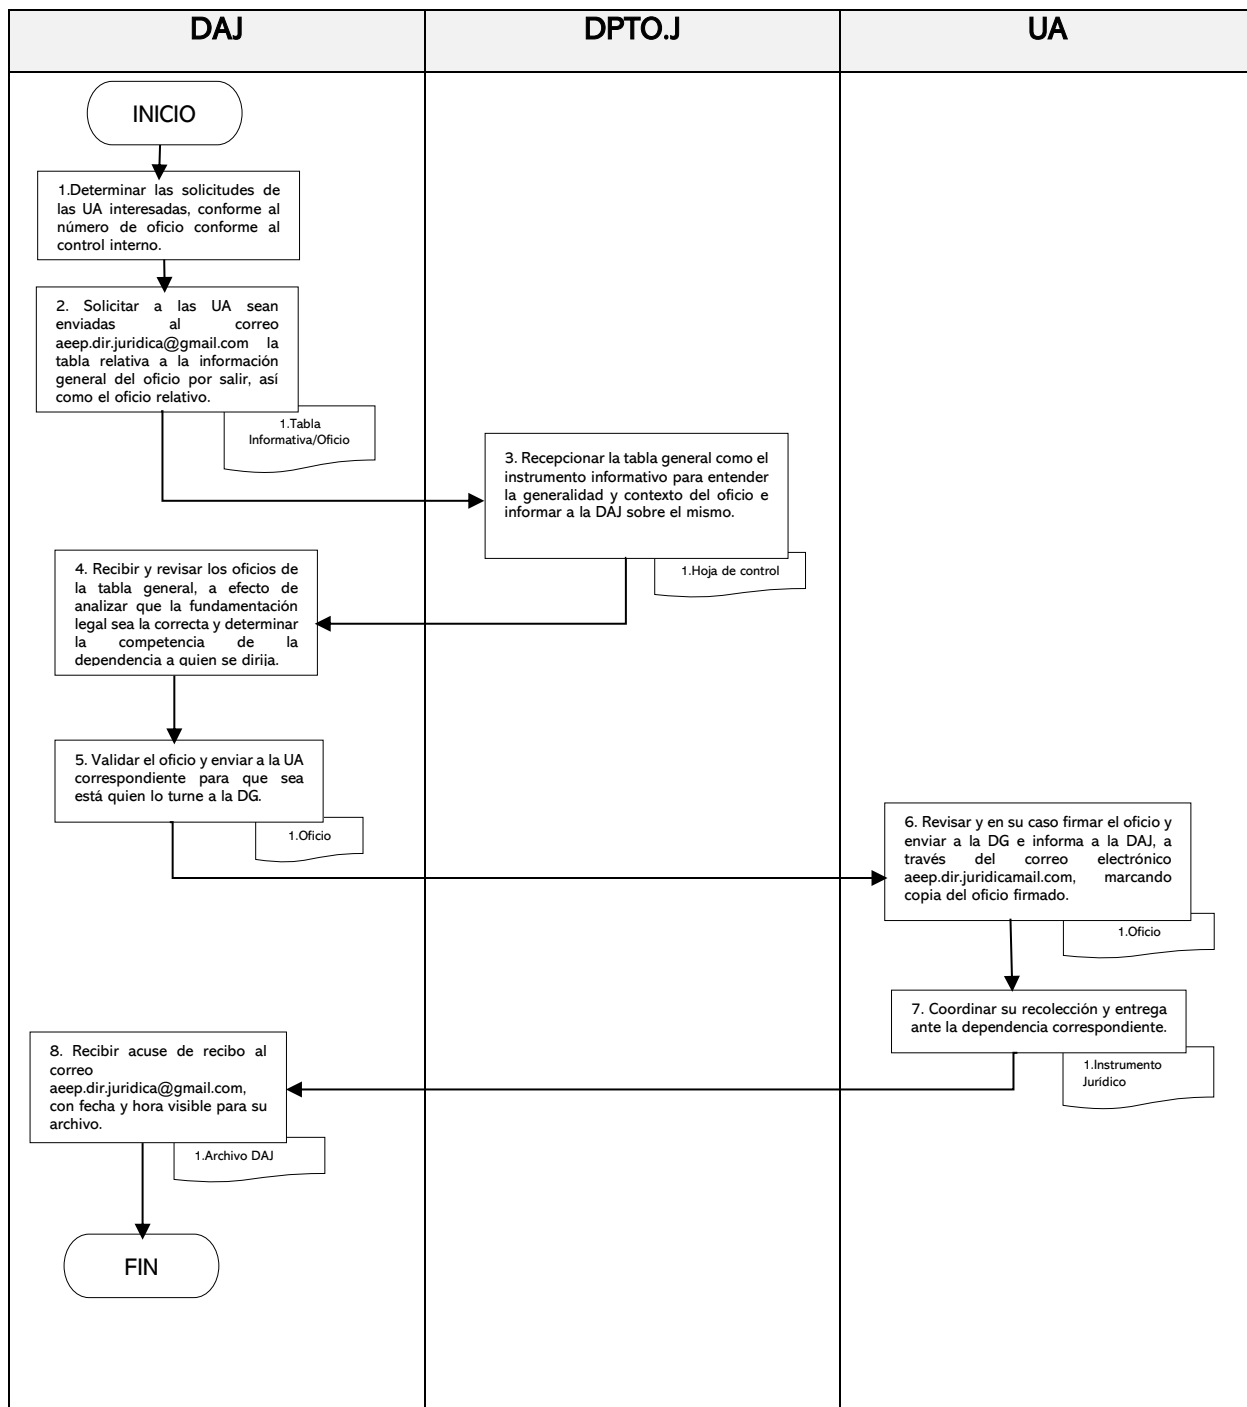 DAJ
DPTO.J
UA
INICIO
1.Determinar las solicitudes de
las UA interesadas, conforme al
número de oficio conforme al
control interno.
2. Solicitar a las UA sean
enviadas al correo
aeep.dir.juridica@gmail.com la
tabla relativa a la información
general del oficio por salir, así
como el oficio relativo.
1.Tabla
Informativa/Oficio
3. Recepcionar la tabla general como el
instrumento informativo para entender
la generalidad y contexto del oficio e
informar a la DAJ sobre el mismo.
1.Hoja de control
4. Recibir y revisar los oficios de
la tabla general, a efecto de
analizar que la fundamentación
legal sea la correcta y determinar
la competencia de la
dependencia a quien se dirija.
5. Validar el oficio y enviar a la UA
correspondiente para que sea
está quien lo turne a la DG.
1.Oficio
6. Revisar y en su caso firmar el oficio y
enviar a la DG e informa a la DAJ, a
través del correo electrónico
aeep.dir.juridicamail.com, marcando
copia del oficio firmado.
1.Oficio
7. Coordinar su recolección y entrega
ante la dependencia correspondiente.
1.Instrumento
Jurídico
8. Recibir acuse de recibo al
correo
aeep.dir.juridica@gmail.com,
con fecha y hora visible para su
archivo.
1.Archivo DAJ
FIN